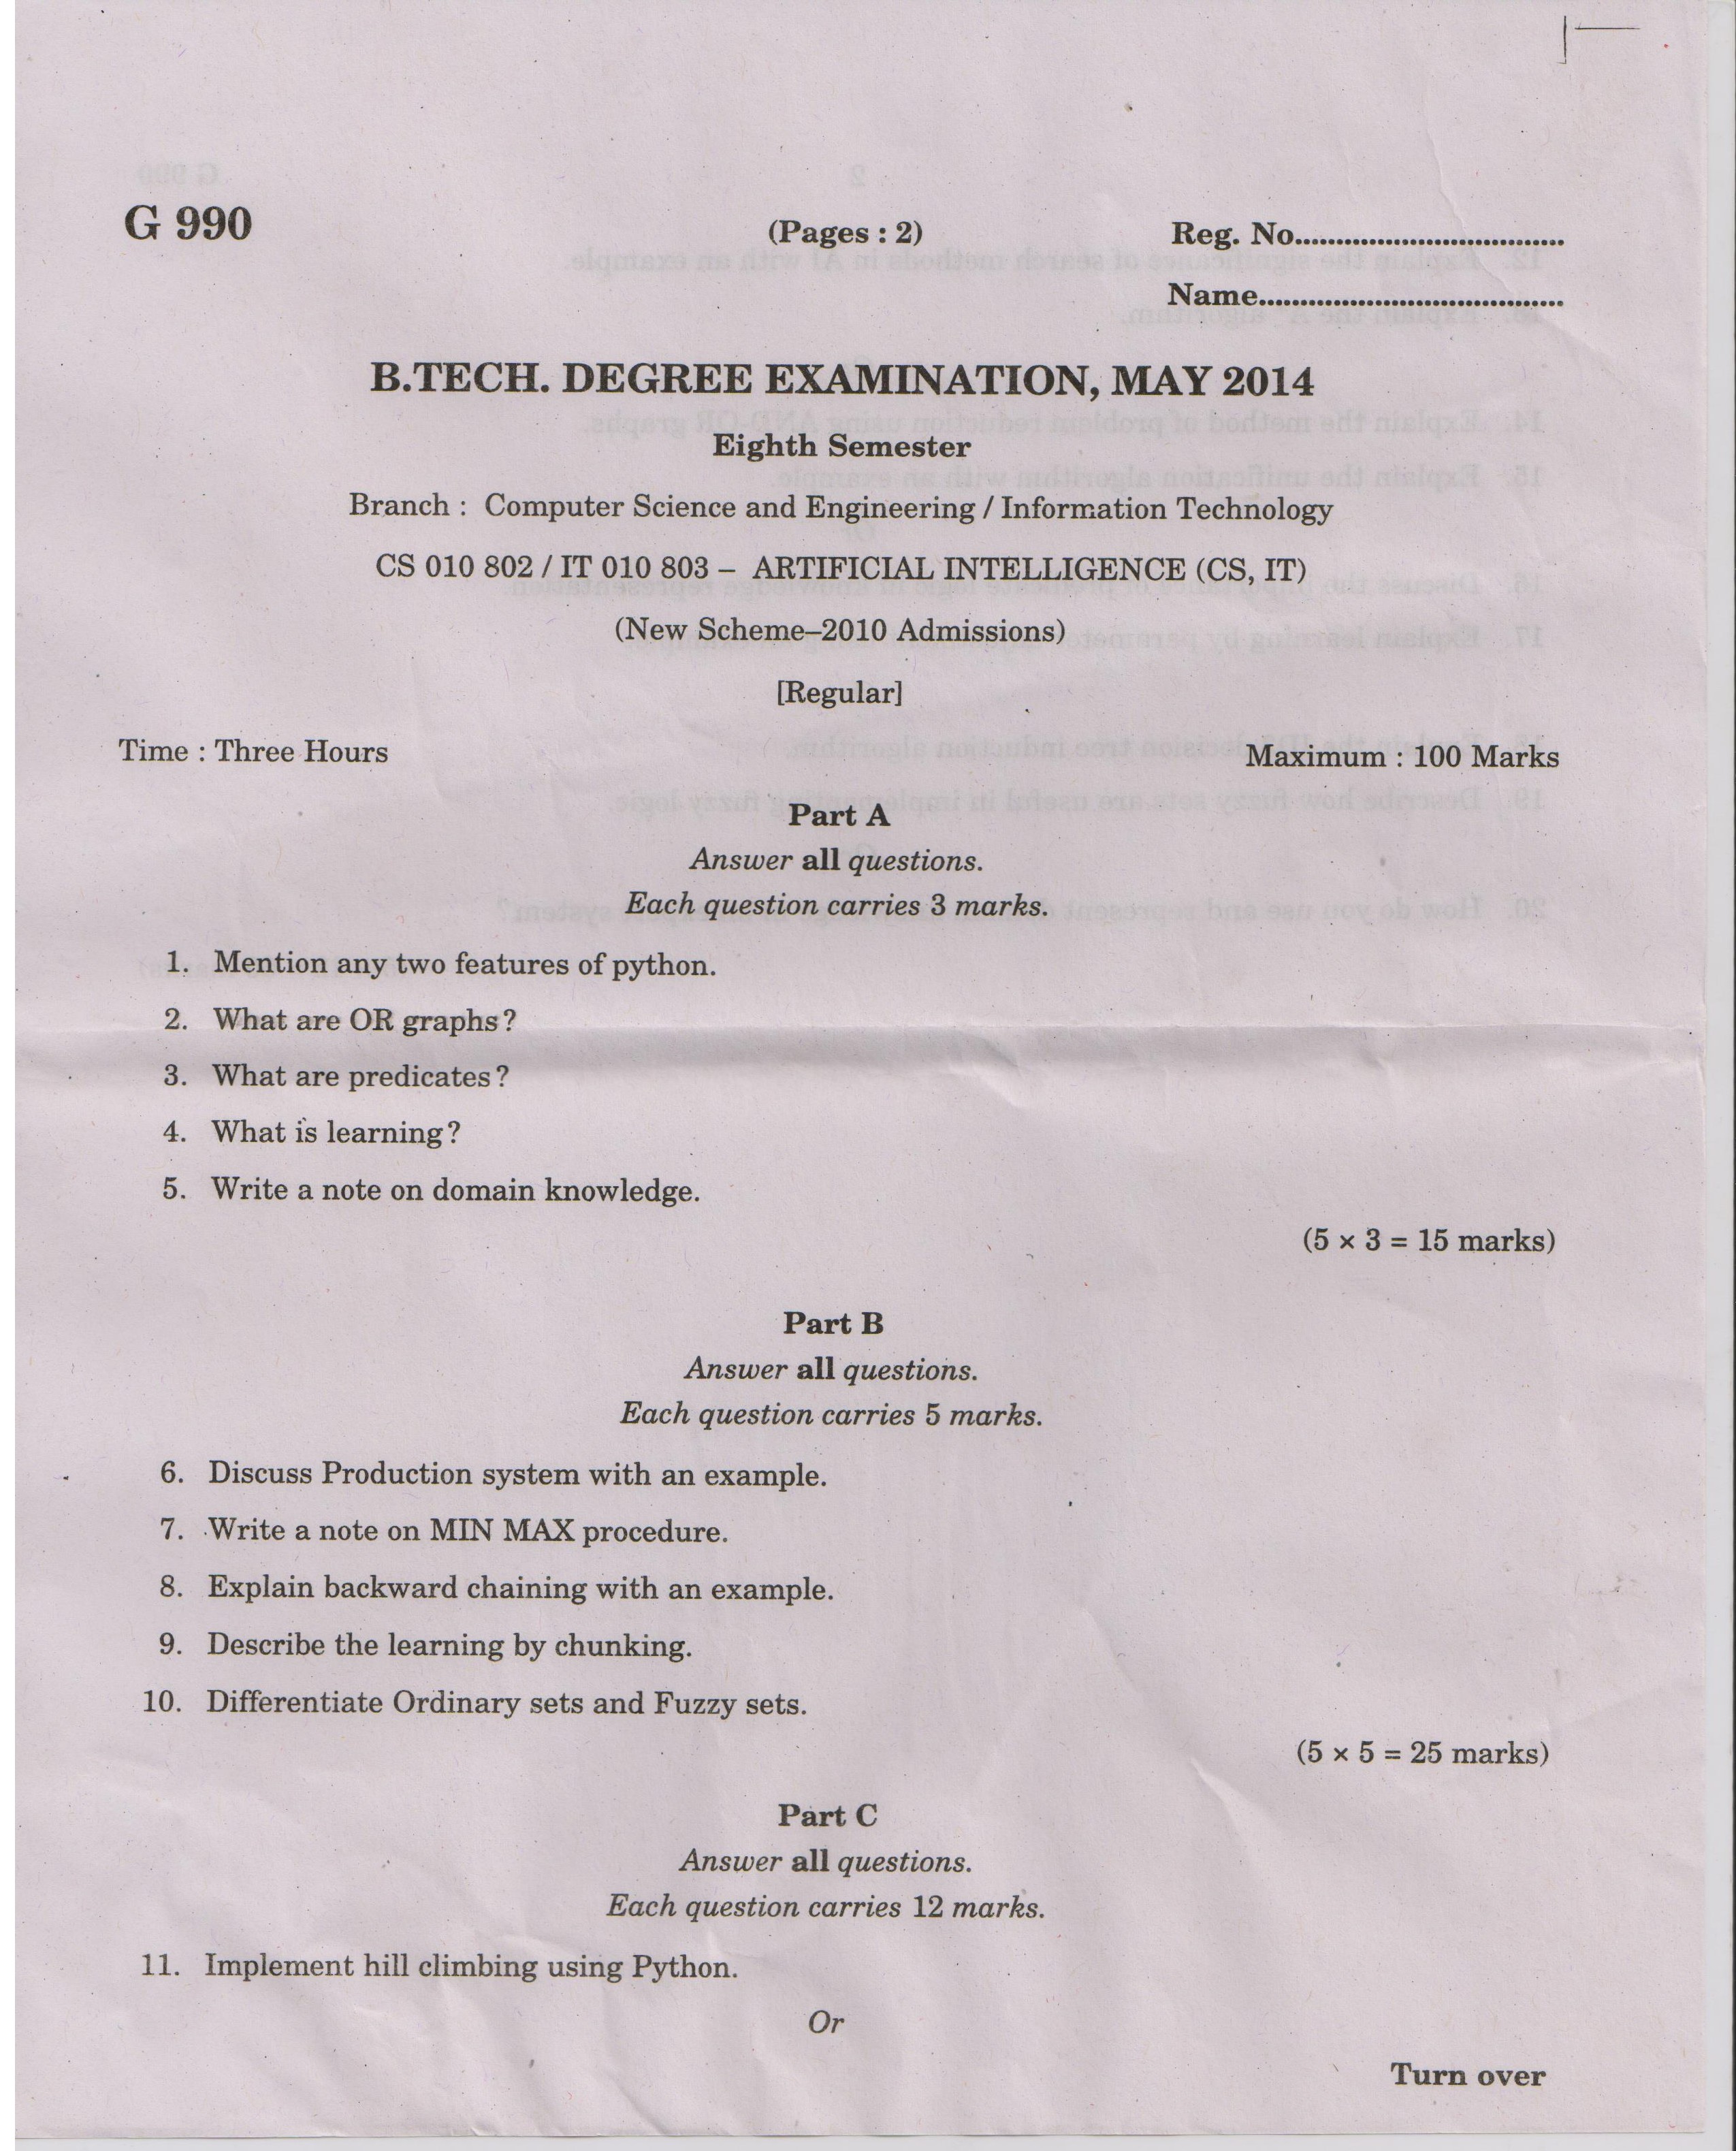 G 990
(Pages : 2)
Reg. No..................................
Name......................................
B.TECH. DEGREE EXAMINATION, MAY 2014
Eighth Semester
Branch : Computer Science and Engineering / Information Technology
CS 010 802 / IT 010 803 – ARTIFICIAL INTELLIGENCE (CS, IT)
(New Scheme–2010 Admissions)
[Regular]
Time : Three Hours
Maximum : 100 Marks
Part A
Answer all questions.
Each question carries 3 marks.
1. Mention any two features of python.
2. What are OR graphs?
3. What are predicates?
4. What is learning?
5. Write a note on domain knowledge.
(5 × 3 = 15 marks)
Part B
Answer all questions.
Each question carries 5 marks.
6. Discuss Production system with an example.
7. Write a note on MIN MAX procedure.
8. Explain backward chaining with an example.
9. Describe the learning by chunking.
10. Differentiate Ordinary sets and Fuzzy sets.
(5 × 5 = 25 marks)
Part C
Answer all questions.
Each question carries 12 marks.
11. Implement hill climbing using Python.
Or
Turn over